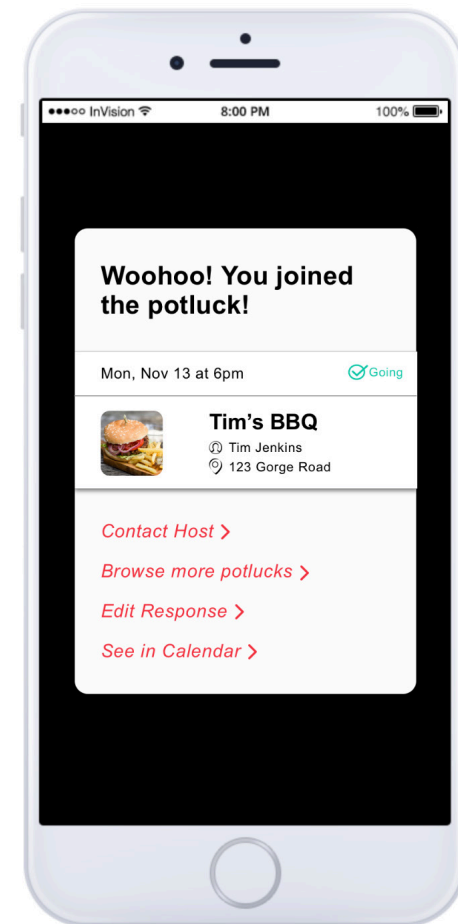 InVision 8:00 PM 100%
Woohoo! You joined
the potluck!
Mon, Nov 13 at 6pm Going
Tim’s BBQ
Tim Jenkins
123 Gorge Road
Contact Host >
Browse more potlucks >
Edit Response >
See in Calendar >